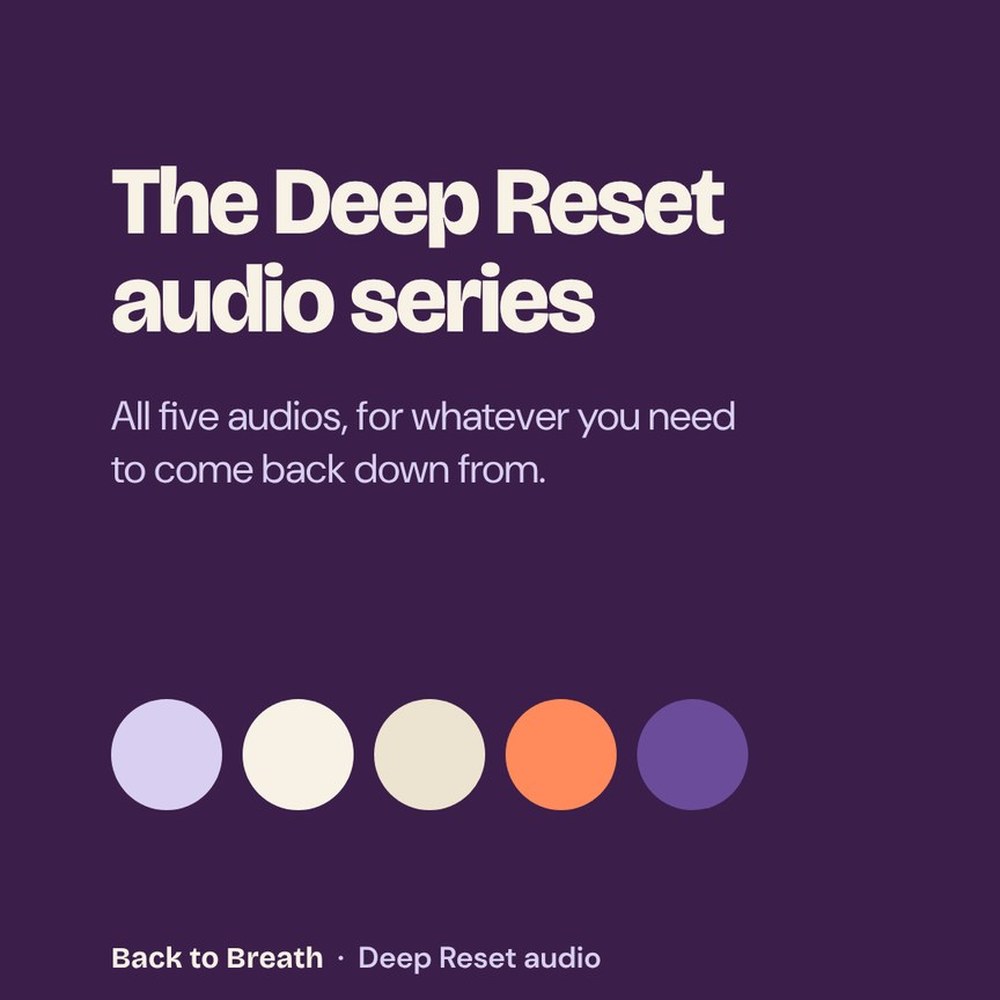 The Deep Reset
audio series
All five audios, for whatever you need
to come back down from.
Back to Breath · Deep Reset audio